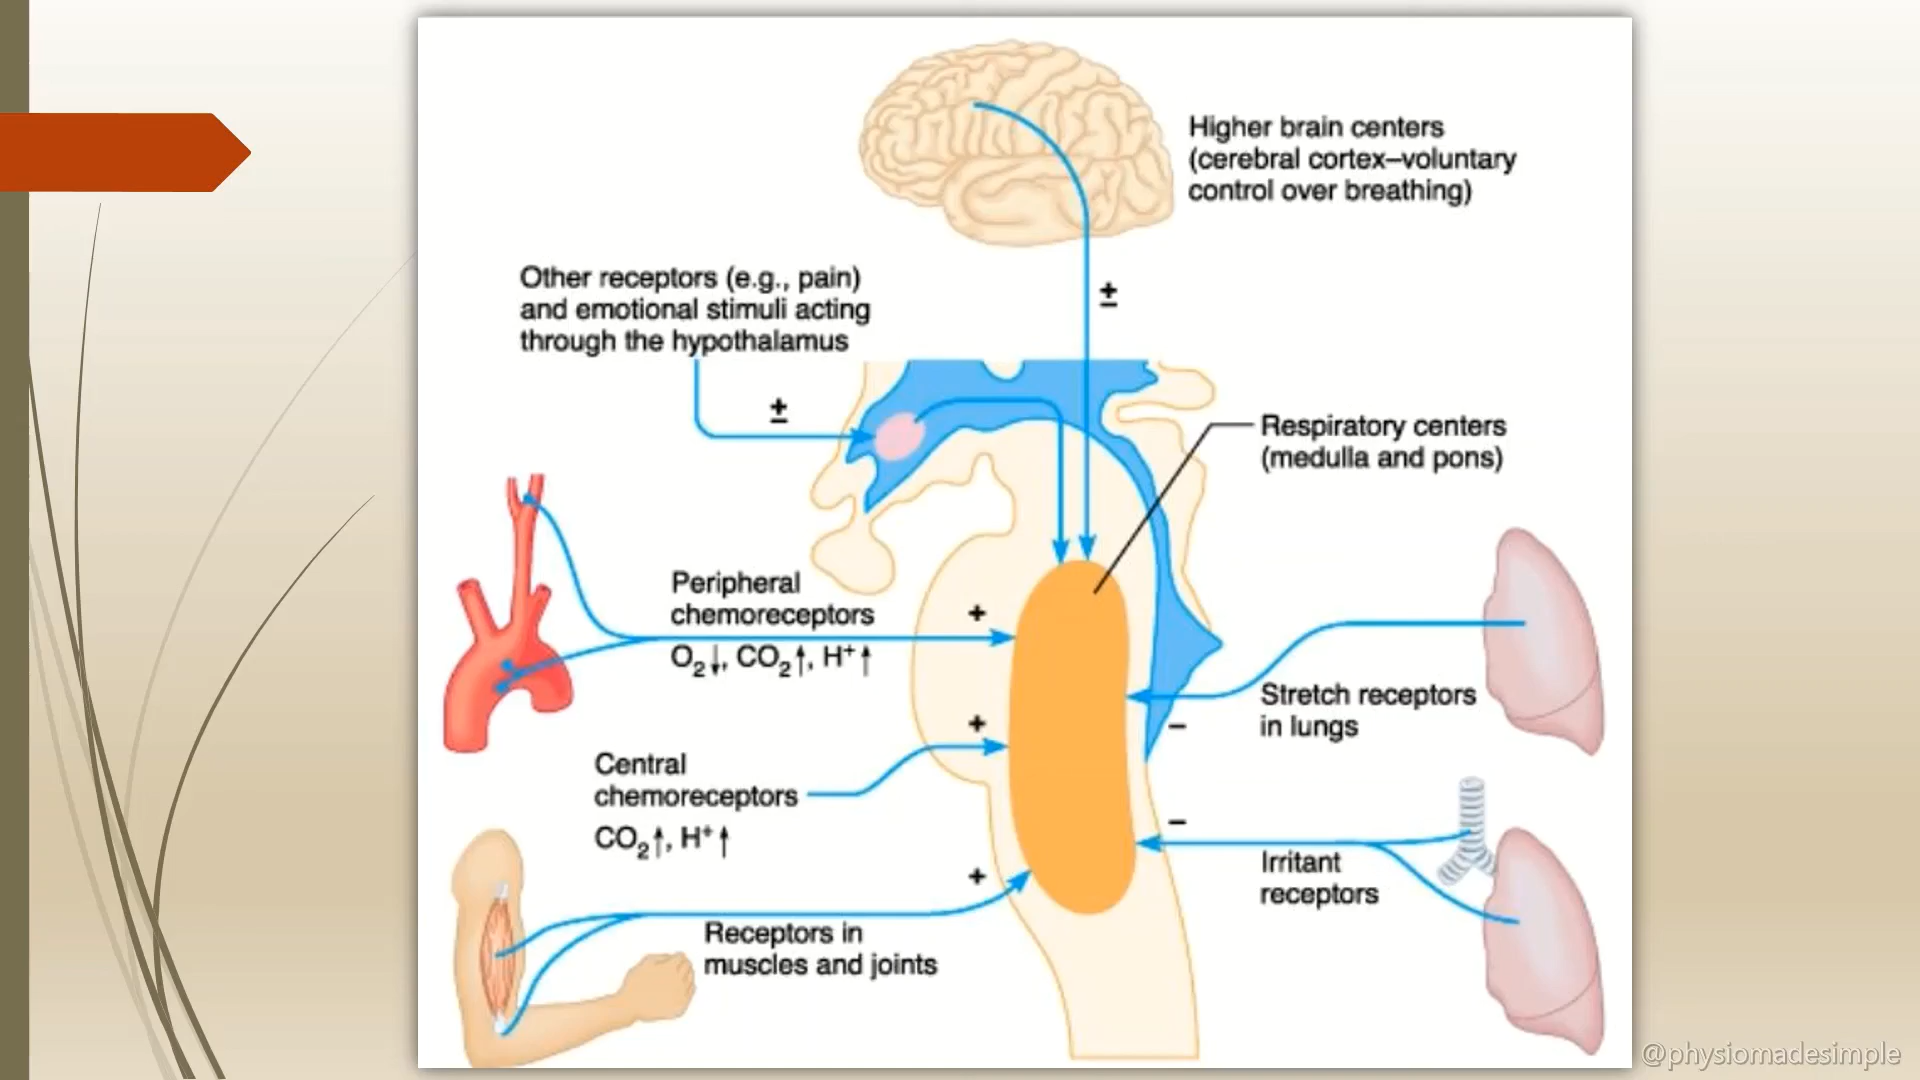 Higher brain centers
(cerebral cortex–voluntary
control over breathing)
Other receptors (e.g., pain)
and emotional stimuli acting
through the hypothalamus
±
±
Respiratory centers
(medulla and pons)
Peripheral
chemoreceptors
+
O₂↓, CO₂↑, H⁺↑
Stretch receptors
in lungs
–
+
Central
chemoreceptors
CO₂↑, H⁺↑
–
Irritant
receptors
+
Receptors in
muscles and joints
@physiomadesimple